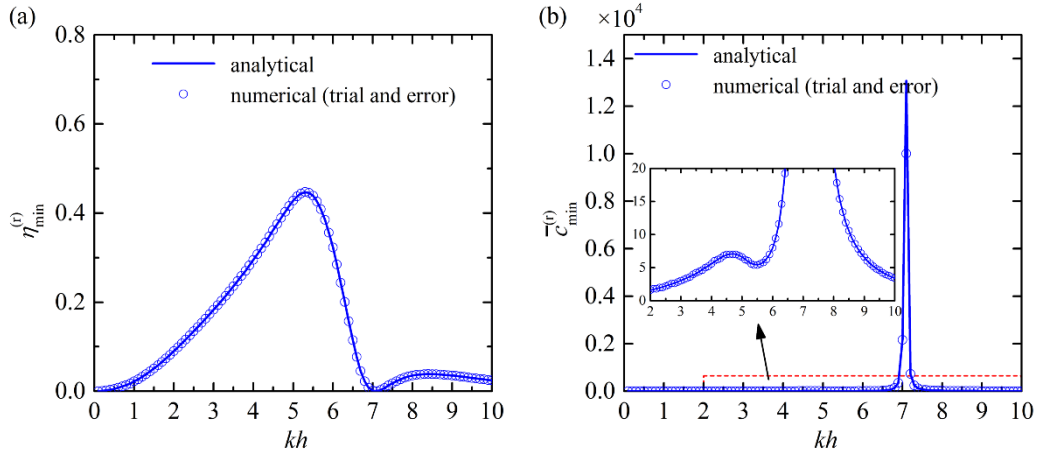 (a)
0.8
0.6
0.4
0.2
0.0
η_min^(r)
analytical
numerical (trial and error)
0 1 2 3 4 5 6 7 8 9 10
kh
(b)
×10⁴
1.4
1.2
1.0
0.8
0.6
0.4
0.2
0.0
c̄_min^(r)
analytical
numerical (trial and error)
20
15
10
5
0
2 3 4 5 6 7 8 9 10
0 1 2 3 4 5 6 7 8 9 10
kh